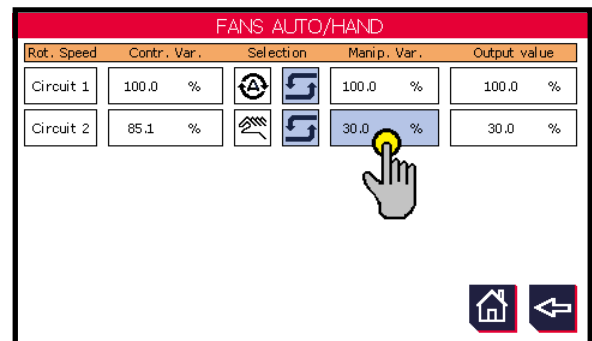 FANS AUTO/HAND
Rot. Speed Contr. Var. Selection Manip. Var. Output value
Circuit 1 100.0 % A 100.0 % 100.0 %
Circuit 2 85.1 % 30.0 % 30.0 %